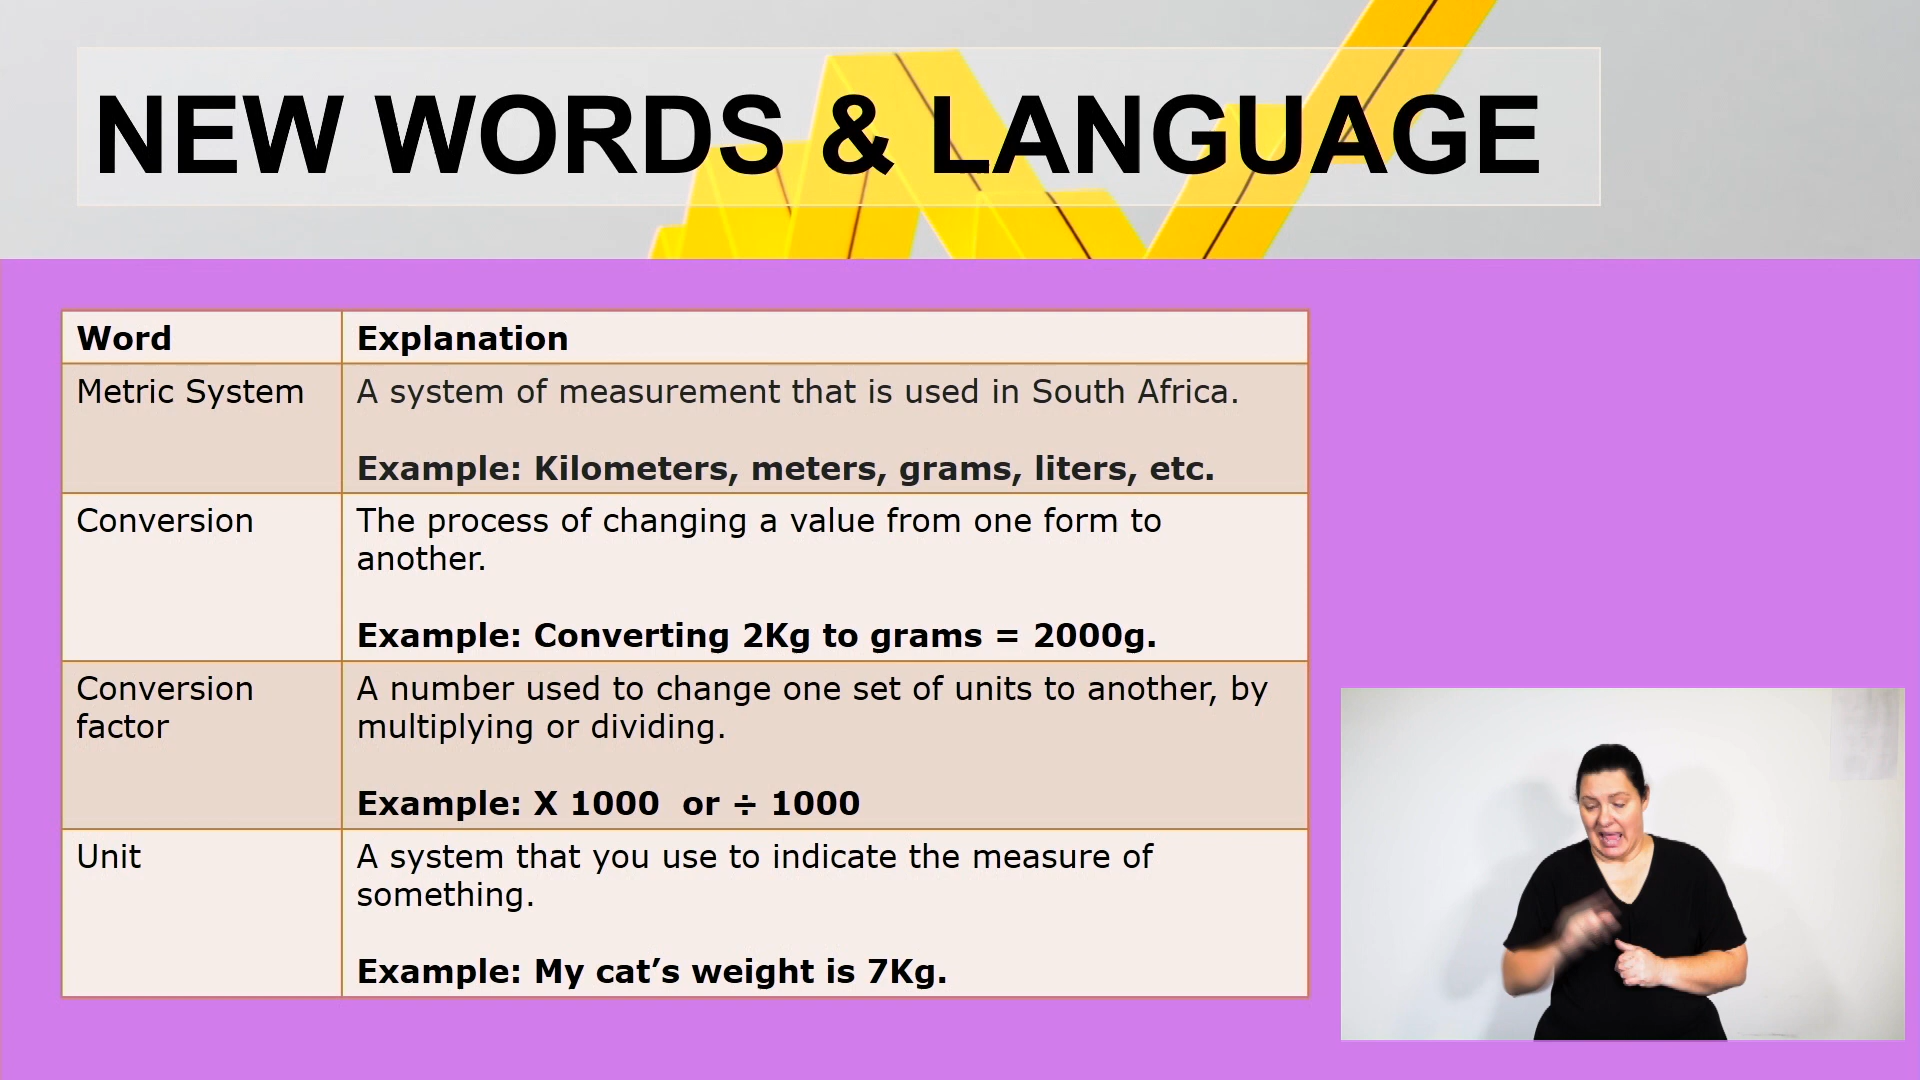 NEW WORDS & LANGUAGE
Word
Explanation
Metric System
A system of measurement that is used in South Africa.
Example: Kilometers, meters, grams, liters, etc.
Conversion
The process of changing a value from one form to
another.
Example: Converting 2Kg to grams = 2000g.
Conversion
factor
A number used to change one set of units to another, by
multiplying or dividing.
Example: X 1000  or ÷ 1000
Unit
A system that you use to indicate the measure of
something.
Example: My cat’s weight is 7Kg.